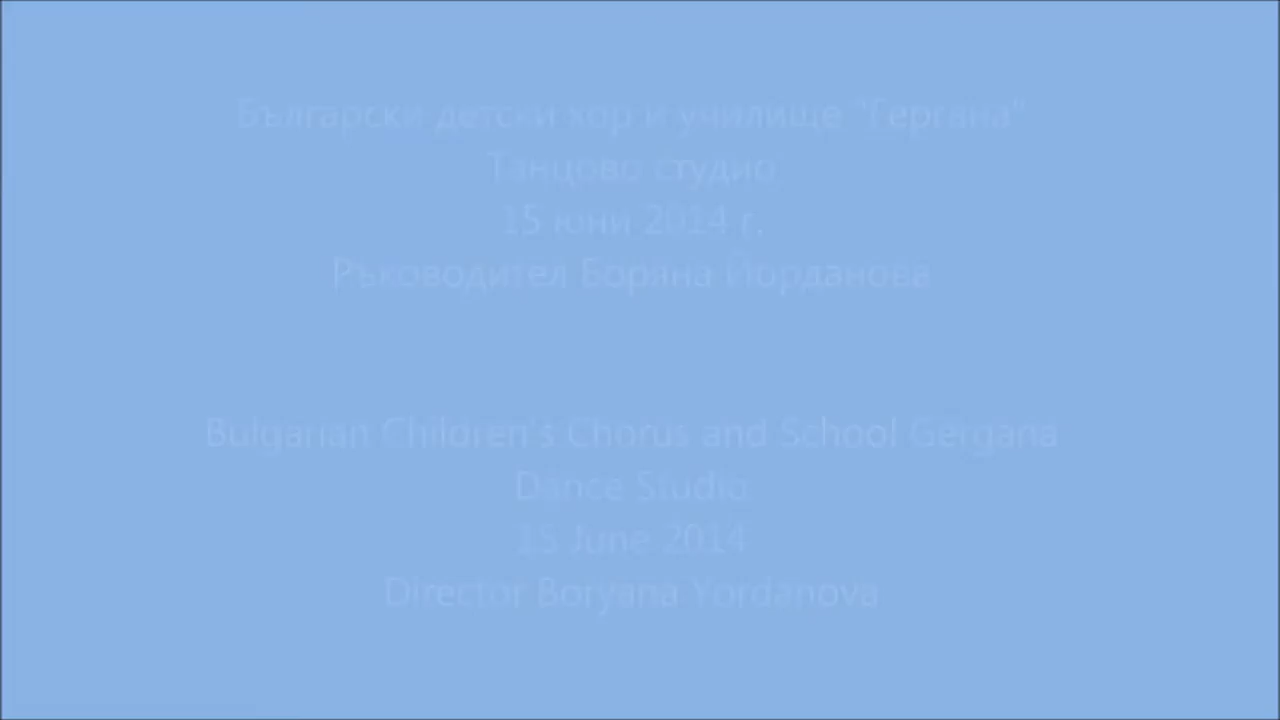 Български детски хор и училище "Гергана"
Танцово студио
15 юни 2014 г.
Ръководител Боряна Йорданова
Bulgarian Children's Chorus and School Gergana
Dance Studio
15 June 2014
Director Boryana Yordanova